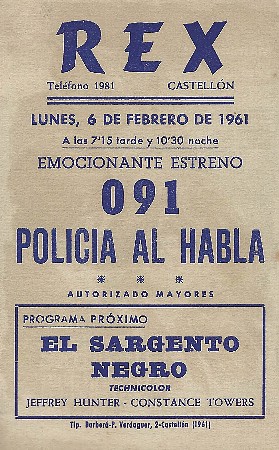 REX
Teléfono 1981 CASTELLÓN
LUNES, 6 DE FEBRERO DE 1961
A las 7'15 tarde y 10'30 noche
EMOCIONANTE ESTRENO
091
POLICIA AL HABLA
* * *
AUTORIZADO MAYORES
PROGRAMA PRÓXIMO
EL SARGENTO
NEGRO
TECHNICOLOR
JEFFREY HUNTER - CONSTANCE TOWERS
Tip. Barberá-P. Verdaguer, 2-Castellón (1961)